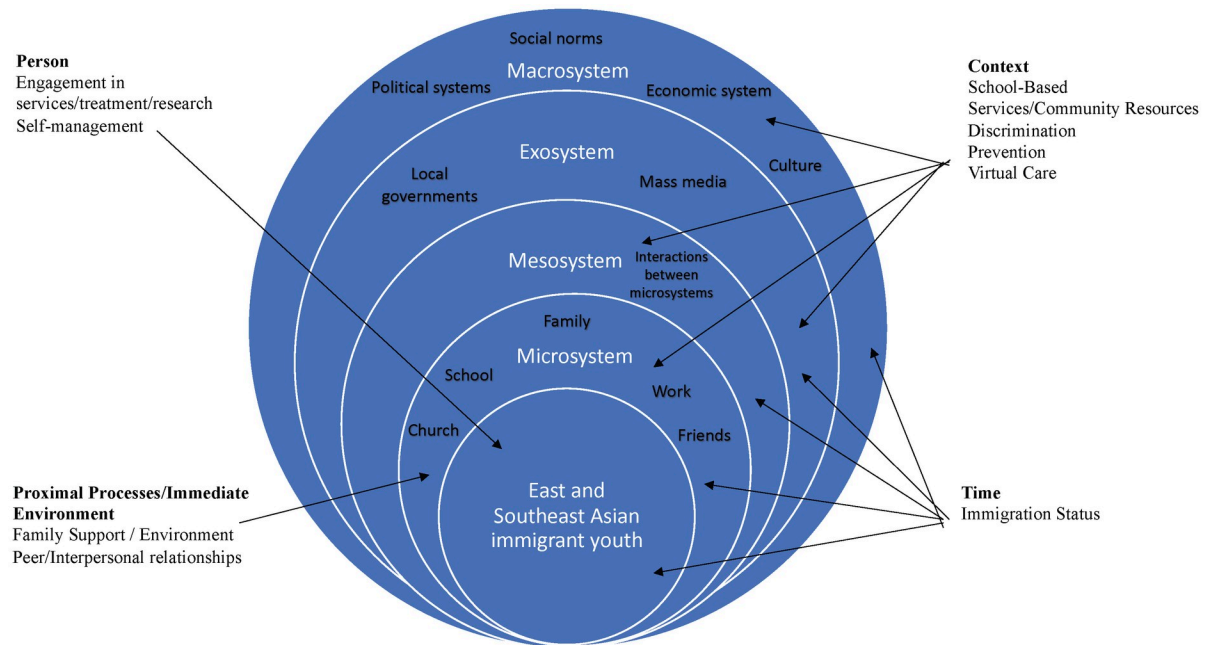 Person
Engagement in
services/treatment/research
Self-management
Proximal Processes/Immediate
Environment
Family Support / Environment
Peer/Interpersonal relationships
Social norms
Macrosystem
Political systems
Economic system
Exosystem
Culture
Local
governments
Mass media
Mesosystem
Interactions
between
microsystems
Family
Microsystem
School
Work
Church
Friends
East and
Southeast Asian
immigrant youth
Context
School-Based
Services/Community Resources
Discrimination
Prevention
Virtual Care
Time
Immigration Status